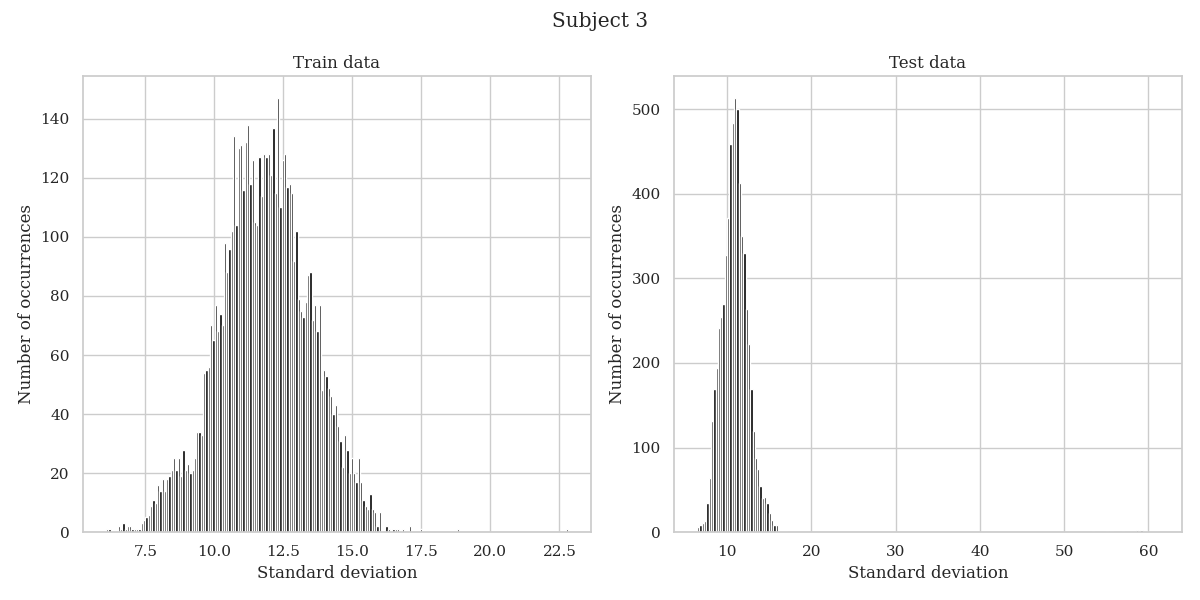 Subject 3
Train data
Number of occurrences
140
120
100
80
60
40
20
0
7.5 10.0 12.5 15.0 17.5 20.0 22.5
Standard deviation
Test data
Number of occurrences
500
400
300
200
100
0
10 20 30 40 50 60
Standard deviation